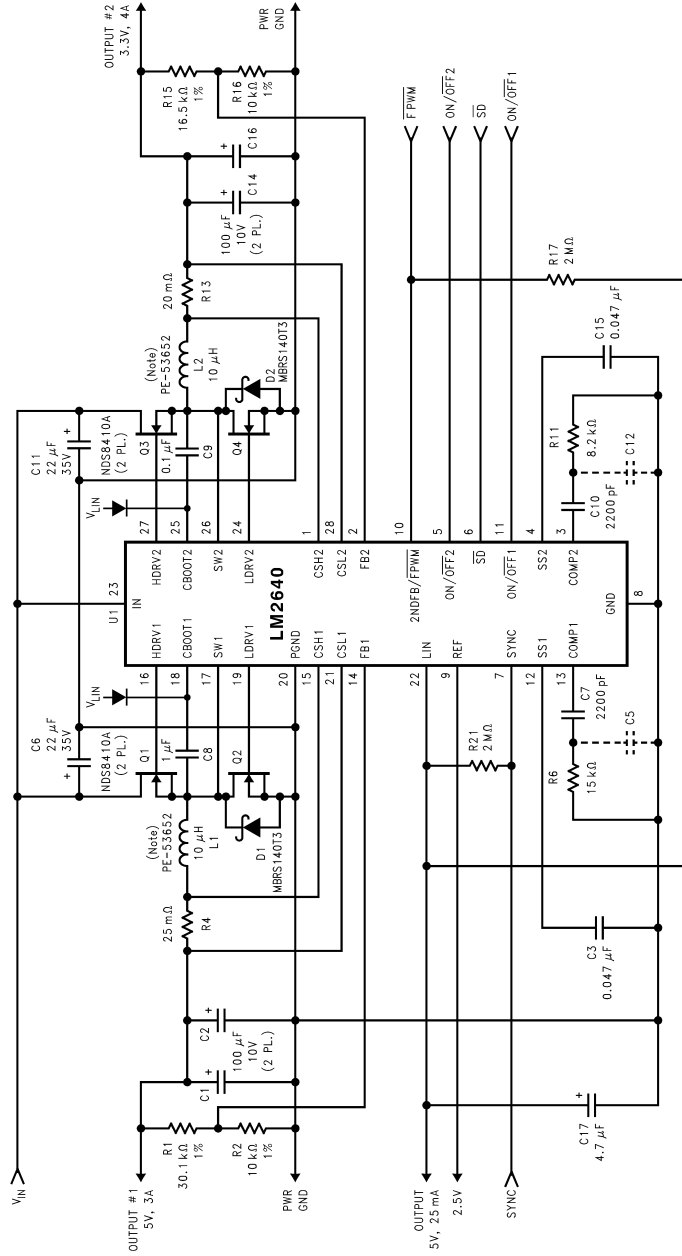 V_IN
C6
22 μF
35V
C11
22 μF
35V
NDS8410A
(2 PL.)
NDS8410A
(2 PL.)
V_LIN
V_LIN
23
IN
U1
OUTPUT #1
5V, 3A
R1
30.1 kΩ
1%
R2
10 kΩ
1%
PWR
GND
C1
C2
100 μF
10V
(2 PL.)
25 mΩ
R4
(Note)
PE-53652
10 μH
L1
Q1
1 μF
C8
Q2
D1
MBRS140T3
16
HDRV1
18
CBOOT1
17
SW1
19
LDRV1
20
PGND
15
CSH1
21
CSL1
14
FB1
22
LIN
9
REF
7
SYNC
12
SS1
13
COMP1
LM2640
HDRV2
27
CBOOT2
25
SW2
26
LDRV2
24
CSH2
1
CSL2
28
FB2
2
2NDFB/FPWM
10
ON/OFF2
5
SD
6
ON/OFF1
11
SS2
4
COMP2
3
GND
8
Q3
0.1 μF
C9
Q4
D2
MBRS140T3
(Note)
PE-53652
L2
10 μH
20 mΩ
R13
100 μF
10V
(2 PL.)
C14
C16
R15
16.5 kΩ
1%
R16
10 kΩ
1%
OUTPUT #2
3.3V, 4A
PWR
GND
FPWM
ON/OFF2
SD
ON/OFF1
R17
2 MΩ
C15
0.047 μF
R11
8.2 kΩ
C10
2200 pF
C12
OUTPUT
5V, 25 mA
2.5V
SYNC
R21
2 MΩ
C7
2200 pF
R6
15 kΩ
C5
C3
0.047 μF
C17
4.7 μF